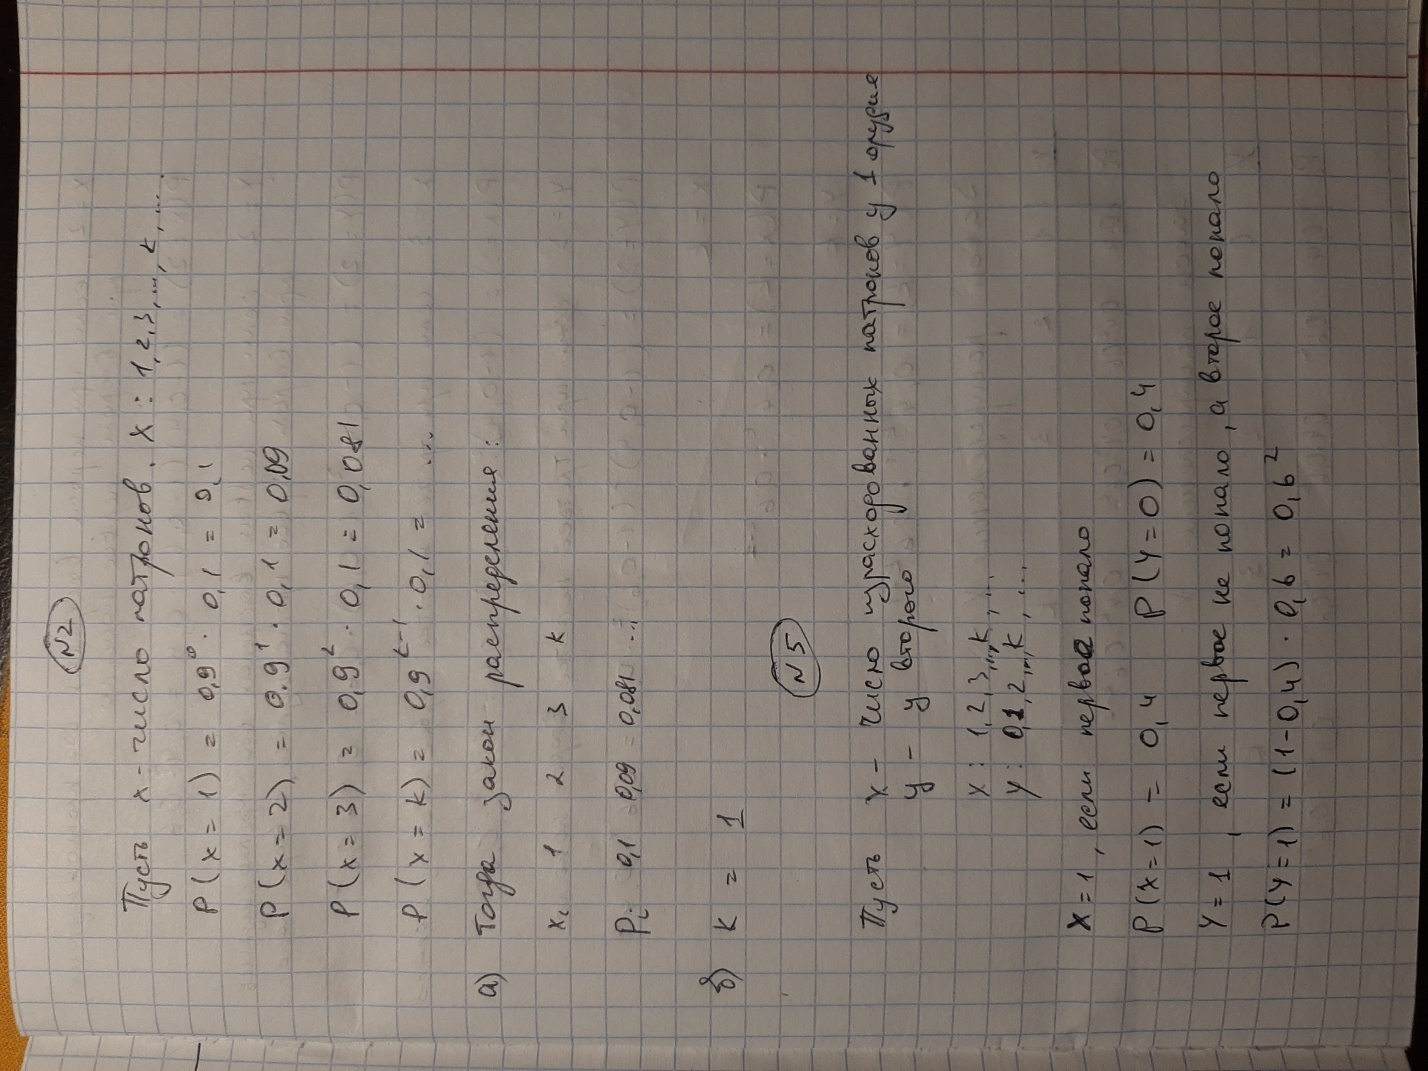 N2
Пусть x - число патронов. X : 1, 2, 3, ..., k, ...
P(x=1) = 0,9⁰ · 0,1 = 0,1
P(x=2) = 0,9¹ · 0,1 = 0,09
P(x=3) = 0,9² · 0,1 = 0,081
P(x=k) = 0,9ᵏ⁻¹ · 0,1 = ...
а) Тогда закон распределения:
xᵢ 1 2 3 k
Pᵢ 0,1 0,09 0,081 ...
б) k = 1
N5
Пусть x - число израсходованных патронов у 1 орудие
y - у второго
x : 1, 2, 3, ..., k, ...
y : 0, 1, 2, ..., k, ...
X=1, если первое попало
P(x=1) = 0,4 P(Y=0) = 0,4
Y=1, если первое не попало, а второе попало
P(Y=1) = (1-0,4) · 0,6 = 0,6²